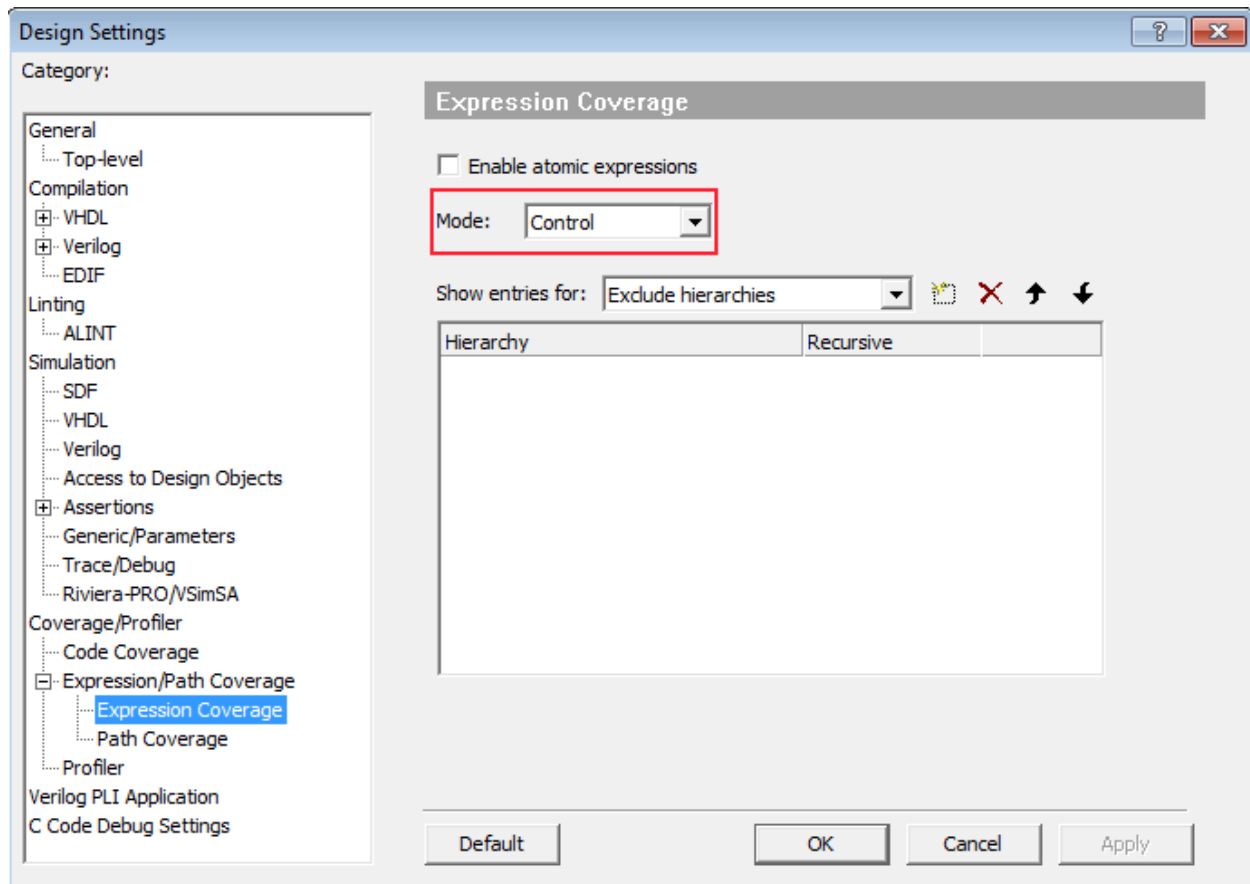 Design Settings
Category:
General
Top-level
Compilation
VHDL
Verilog
EDIF
Linting
ALINT
Simulation
SDF
VHDL
Verilog
Access to Design Objects
Assertions
Generic/Parameters
Trace/Debug
Riviera-PRO/VSimSA
Coverage/Profiler
Code Coverage
Expression/Path Coverage
Expression Coverage
Path Coverage
Profiler
Verilog PLI Application
C Code Debug Settings
Expression Coverage
Enable atomic expressions
Mode: Control
Show entries for: Exclude hierarchies
Hierarchy Recursive
Default OK Cancel Apply